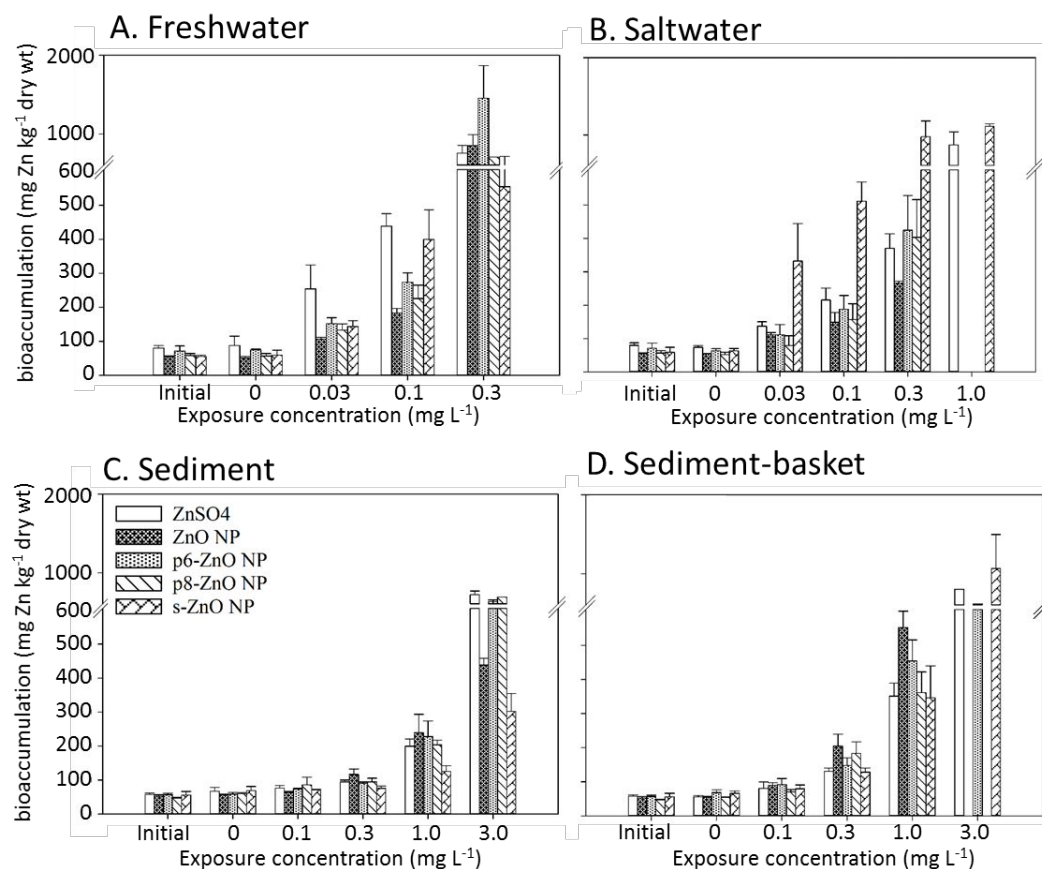 A. Freshwater
B. Saltwater
bioaccumulation (mg Zn kg⁻¹ dry wt)
2000
1000
600
500
400
300
200
100
0
Initial 0 0.03 0.1 0.3
Exposure concentration (mg L⁻¹)
Initial 0 0.03 0.1 0.3 1.0
Exposure concentration (mg L⁻¹)
C. Sediment
D. Sediment-basket
bioaccumulation (mg Zn kg⁻¹ dry wt)
2000
1000
600
500
400
300
200
100
0
ZnSO4
ZnO NP
p6-ZnO NP
p8-ZnO NP
s-ZnO NP
Initial 0 0.1 0.3 1.0 3.0
Exposure concentration (mg L⁻¹)
Initial 0 0.1 0.3 1.0 3.0
Exposure concentration (mg L⁻¹)